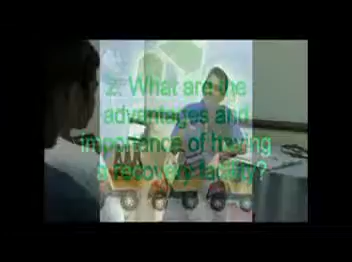 2. What are the
advantages and
importance of having
a recovery facility?